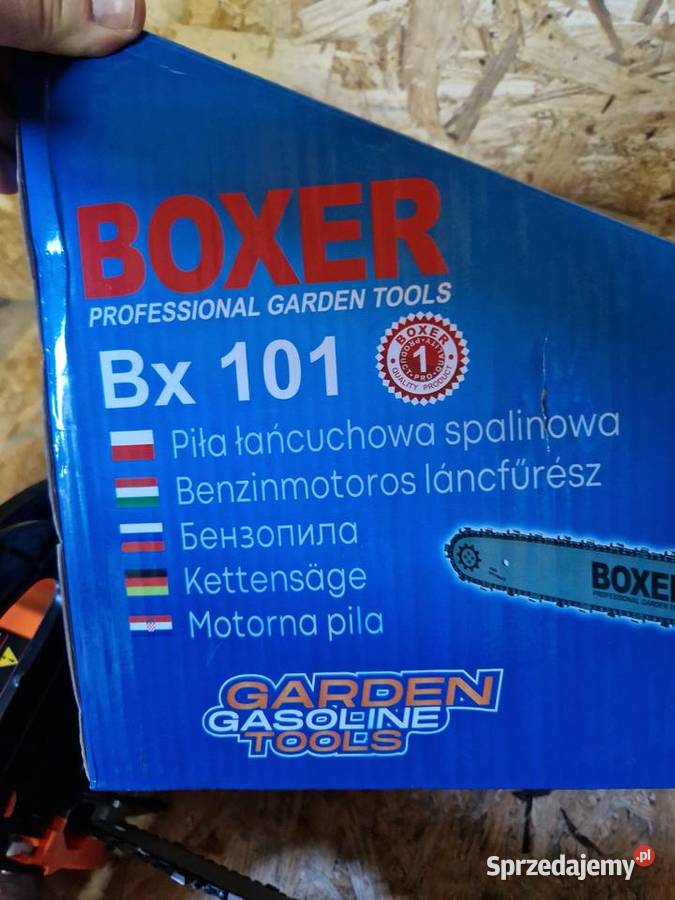 BOXER
PROFESSIONAL GARDEN TOOLS
Bx 101
BOXER
1
QUALITY PRODUCT
Piła łańcuchowa spalinowa
Benzinmotoros láncfűrész
Бензопила
Kettensäge
Motorna pila
BOXER
GARDEN
GASOLINE
TOOLS
Sprzedajemy.pl